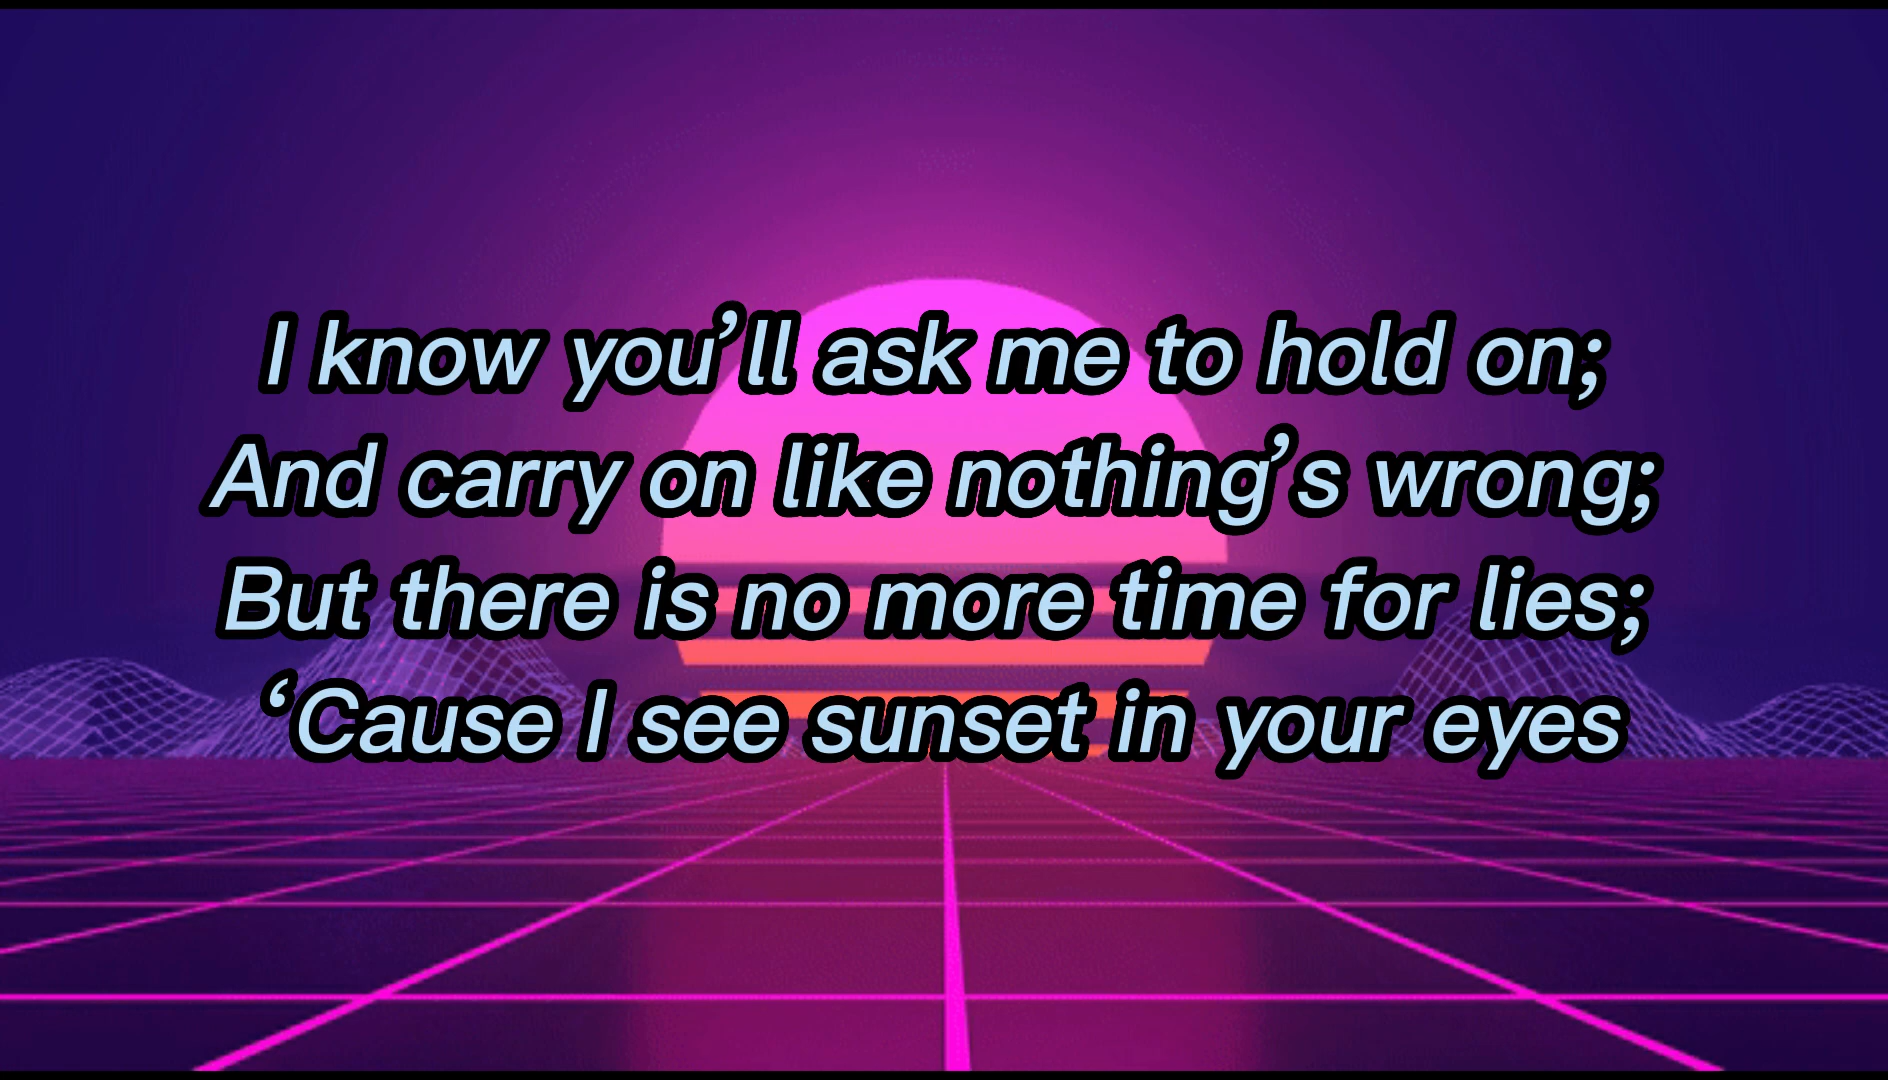 I know you’ll ask me to hold on;
And carry on like nothing’s wrong;
But there is no more time for lies;
‘Cause I see sunset in your eyes